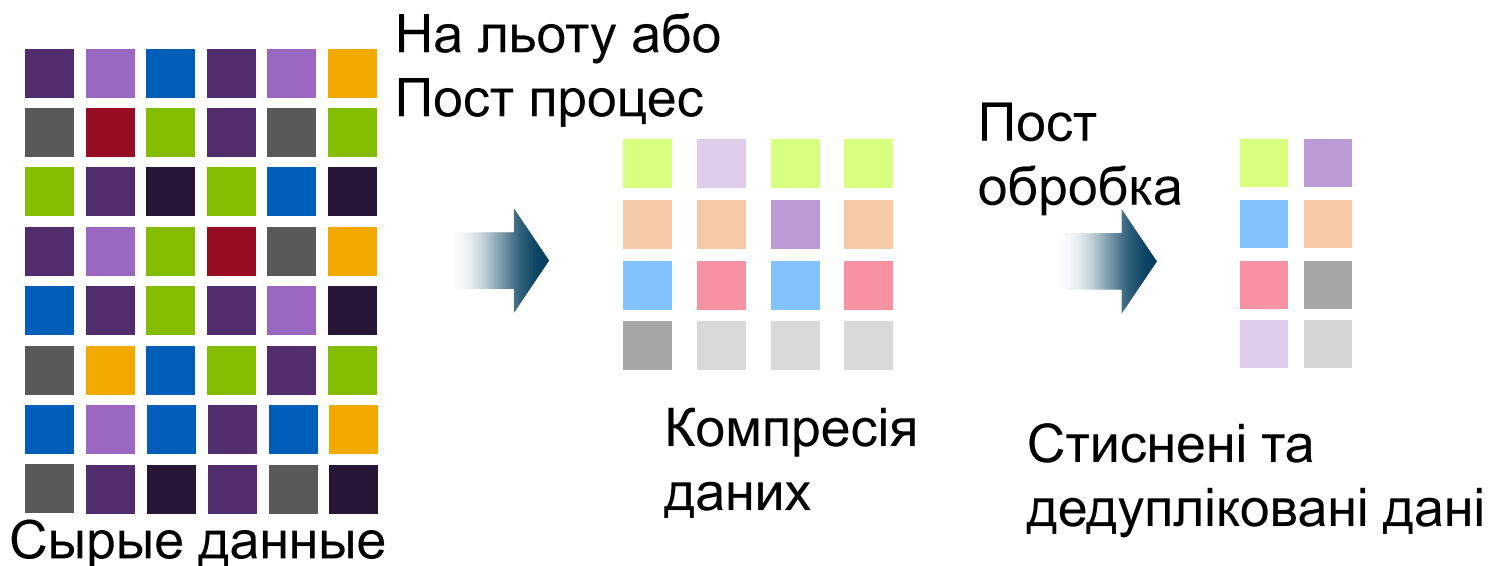 На льоту або
Пост процес
Пост
обробка
Компресія
даних
Стиснені та
дедупліковані дані
Сырые данные